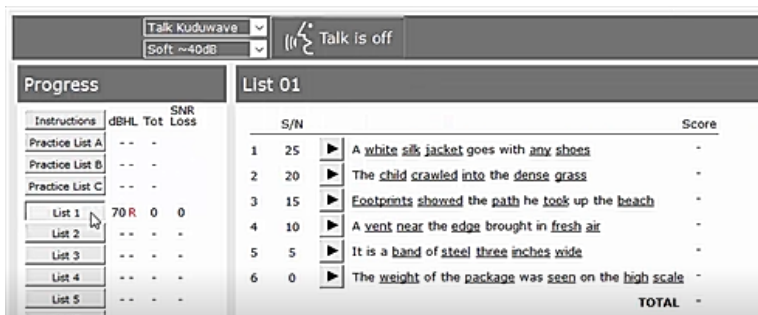 Talk Kuduwave
Soft ~40dB
Talk is off
Progress
List 01
Instructions dBHL Tot SNR Loss
Practice List A - - -
Practice List B - - -
Practice List C - - -
List 1 70 R 0 0
List 2 - - - -
List 3 - - - -
List 4 - - - -
List 5 - - - -
S/N Score
1 25 A white silk jacket goes with any shoes -
2 20 The child crawled into the dense grass -
3 15 Footprints showed the path he took up the beach -
4 10 A vent near the edge brought in fresh air -
5 5 It is a band of steel three inches wide -
6 0 The weight of the package was seen on the high scale -
TOTAL -